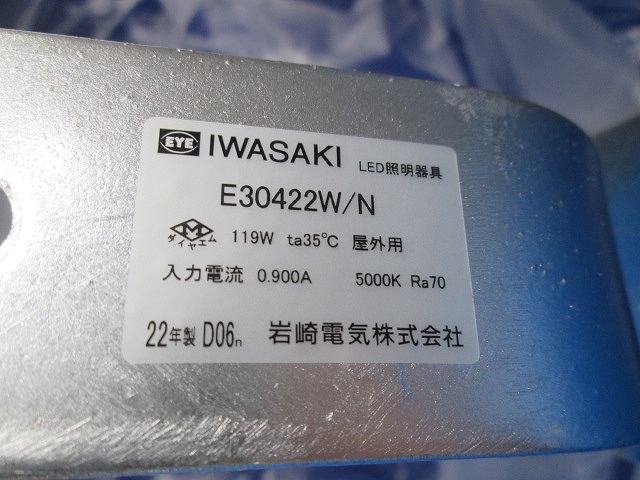 EYE IWASAKI LED照明器具
E30422W/N
M ダイヤエム 119W ta35℃ 屋外用
入力電流 0.900A 5000K Ra70
22年製 D06n 岩崎電気株式会社